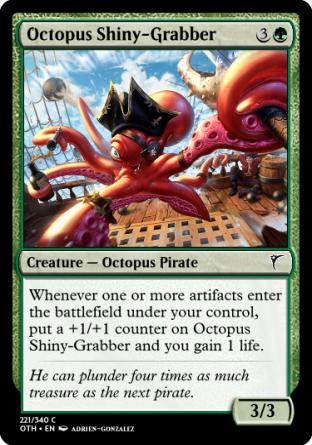 Octopus Shiny-Grabber 3
Creature — Octopus Pirate
Whenever one or more artifacts enter
the battlefield under your control,
put a +1/+1 counter on Octopus
Shiny-Grabber and you gain 1 life.
He can plunder four times as much
treasure as the next pirate.
3/3
221/340 C
OTH • EN ADRIEN-GONZALEZ